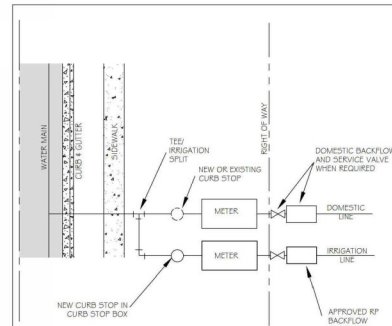 WATER MAIN
CURB & GUTTER
SIDEWALK
TEE/
IRRIGATION
SPLIT
NEW OR EXISTING
CURB STOP
RIGHT OF WAY
DOMESTIC BACKFLOW
AND SERVICE VALVE
WHEN REQUIRED
METER
DOMESTIC
LINE
METER
IRRIGATION
LINE
NEW CURB STOP IN
CURB STOP BOX
APPROVED RP
BACKFLOW